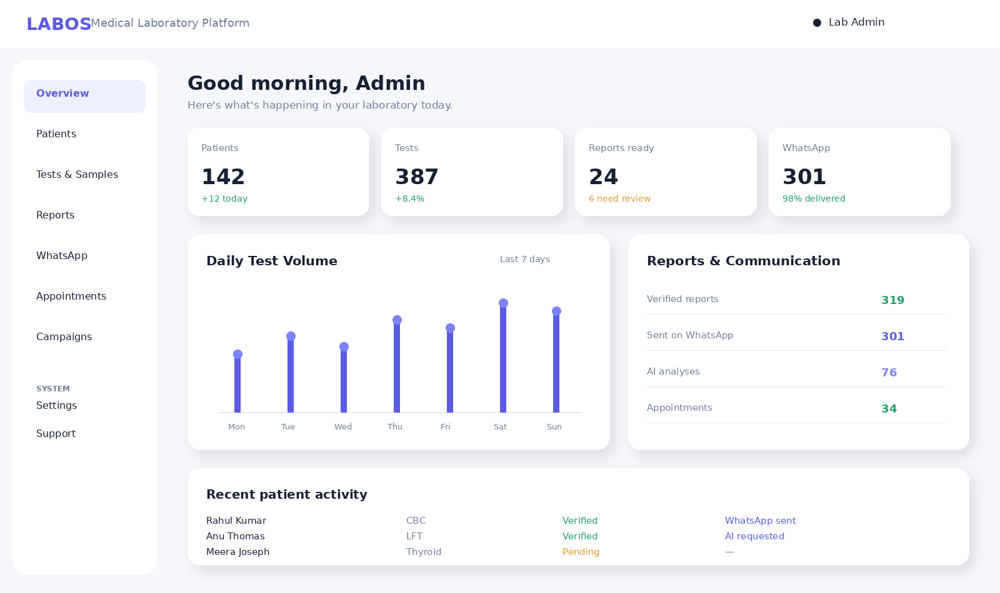 LABOS Medical Laboratory Platform
Lab Admin
Overview
Patients
Tests & Samples
Reports
WhatsApp
Appointments
Campaigns
SYSTEM
Settings
Support
Good morning, Admin
Here's what's happening in your laboratory today.
Patients
142
+12 today
Tests
387
+8.4%
Reports ready
24
6 need review
WhatsApp
301
98% delivered
Daily Test Volume
Last 7 days
Mon Tue Wed Thu Fri Sat Sun
Reports & Communication
Verified reports 319
Sent on WhatsApp 301
AI analyses 76
Appointments 34
Recent patient activity
Rahul Kumar CBC Verified WhatsApp sent
Anu Thomas LFT Verified AI requested
Meera Joseph Thyroid Pending —